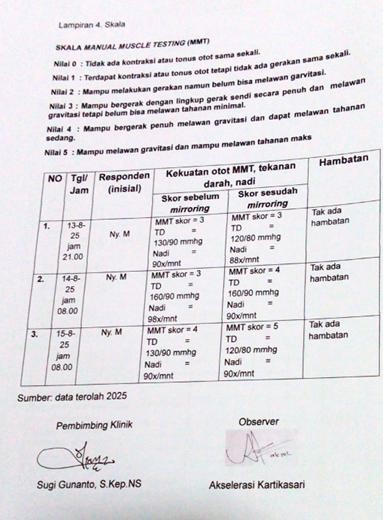 Lampiran 4. Skala
SKALA MANUAL MUSCLE TESTING (MMT)
Nilai 0 : Tidak ada kontraksi atau tonus otot sama sekali.
Nilai 1 : Terdapat kontraksi atau tonus otot tetapi tidak ada gerakan sama sekali.
Nilai 2 : Mampu melakukan gerakan namun belum bisa melawan garvitasi.
Nilai 3 : Mampu bergerak dengan lingkup gerak sendi secara penuh dan melawan
gravitasi tetapi belum bisa melawan tahanan minimal.
Nilai 4 : Mampu bergerak penuh melawan gravitasi dan dapat melawan tahanan
sedang.
Nilai 5 : Mampu melawan gravitasi dan mampu melawan tahanan maks
NO Tgl/ Jam Responden (inisial) Kekuatan otot MMT, tekanan darah, nadi Hambatan
Skor sebelum mirroring Skor sesudah mirroring
1. 13-8- Ny. M MMT skor = 3 MMT skor = 3 Tak ada
25 TD = TD = hambatan
jam 130/90 mmhg 120/80 mmhg
21.00 Nadi = Nadi =
90x/mnt 88x/mnt
2. 14-8- Ny. M MMT skor = 3 MMT skor = 4 Tak ada
25 TD = TD = hambatan
jam 160/90 mmhg 160/90 mmhg
08.00 Nadi = Nadi =
98x/mnt 90x/mnt
3. 15-8- Ny. M MMT skor = 4 MMT skor = 5 Tak ada
25 TD = TD = hambatan
jam 130/90 mmhg 120/80 mmhg
08.00 Nadi = Nadi =
90x/mnt 90x/mnt
Sumber: data terolah 2025
Pembimbing Klinik Observer
Sugi Gunanto, S.Kep.NS Akselerasi Kartikasari